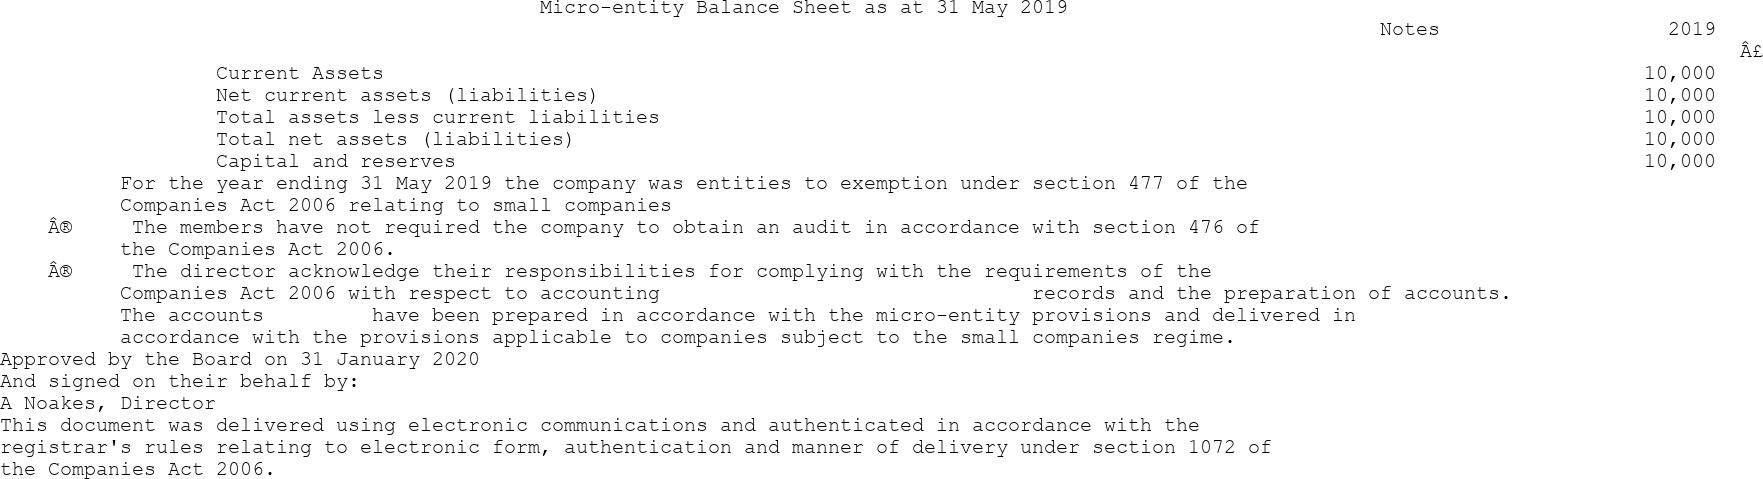 Micro-entity Balance Sheet as at 31 May 2019
Notes 2019
Â£
Current Assets 10,000
Net current assets (liabilities) 10,000
Total assets less current liabilities 10,000
Total net assets (liabilities) 10,000
Capital and reserves 10,000
For the year ending 31 May 2019 the company was entities to exemption under section 477 of the
Companies Act 2006 relating to small companies
Â® The members have not required the company to obtain an audit in accordance with section 476 of
the Companies Act 2006.
Â® The director acknowledge their responsibilities for complying with the requirements of the
Companies Act 2006 with respect to accounting records and the preparation of accounts.
The accounts have been prepared in accordance with the micro-entity provisions and delivered in
accordance with the provisions applicable to companies subject to the small companies regime.
Approved by the Board on 31 January 2020
And signed on their behalf by:
A Noakes, Director
This document was delivered using electronic communications and authenticated in accordance with the
registrar's rules relating to electronic form, authentication and manner of delivery under section 1072 of
the Companies Act 2006.